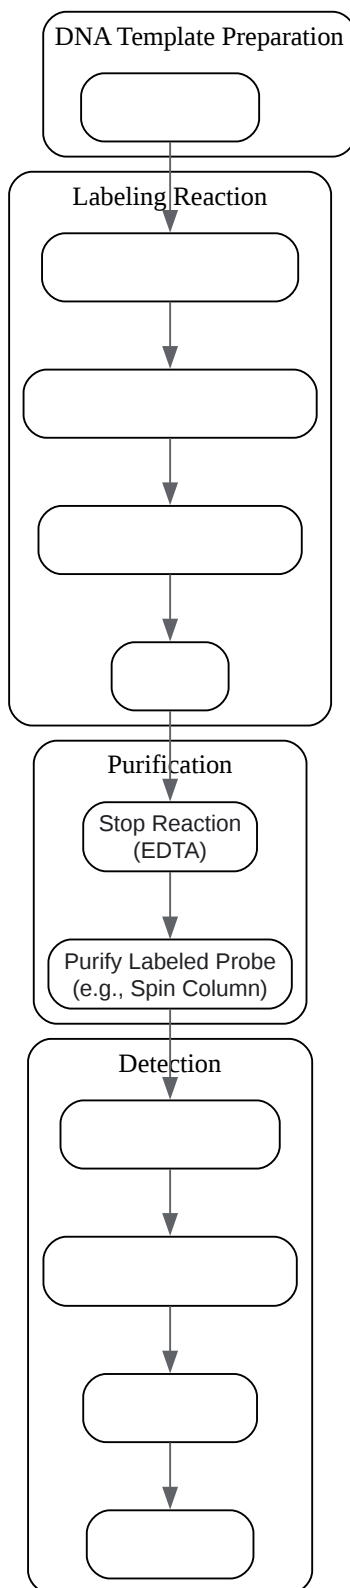 DNA Template Preparation
Labeling Reaction
Purification
Stop Reaction
(EDTA)
Purify Labeled Probe
(e.g., Spin Column)
Detection